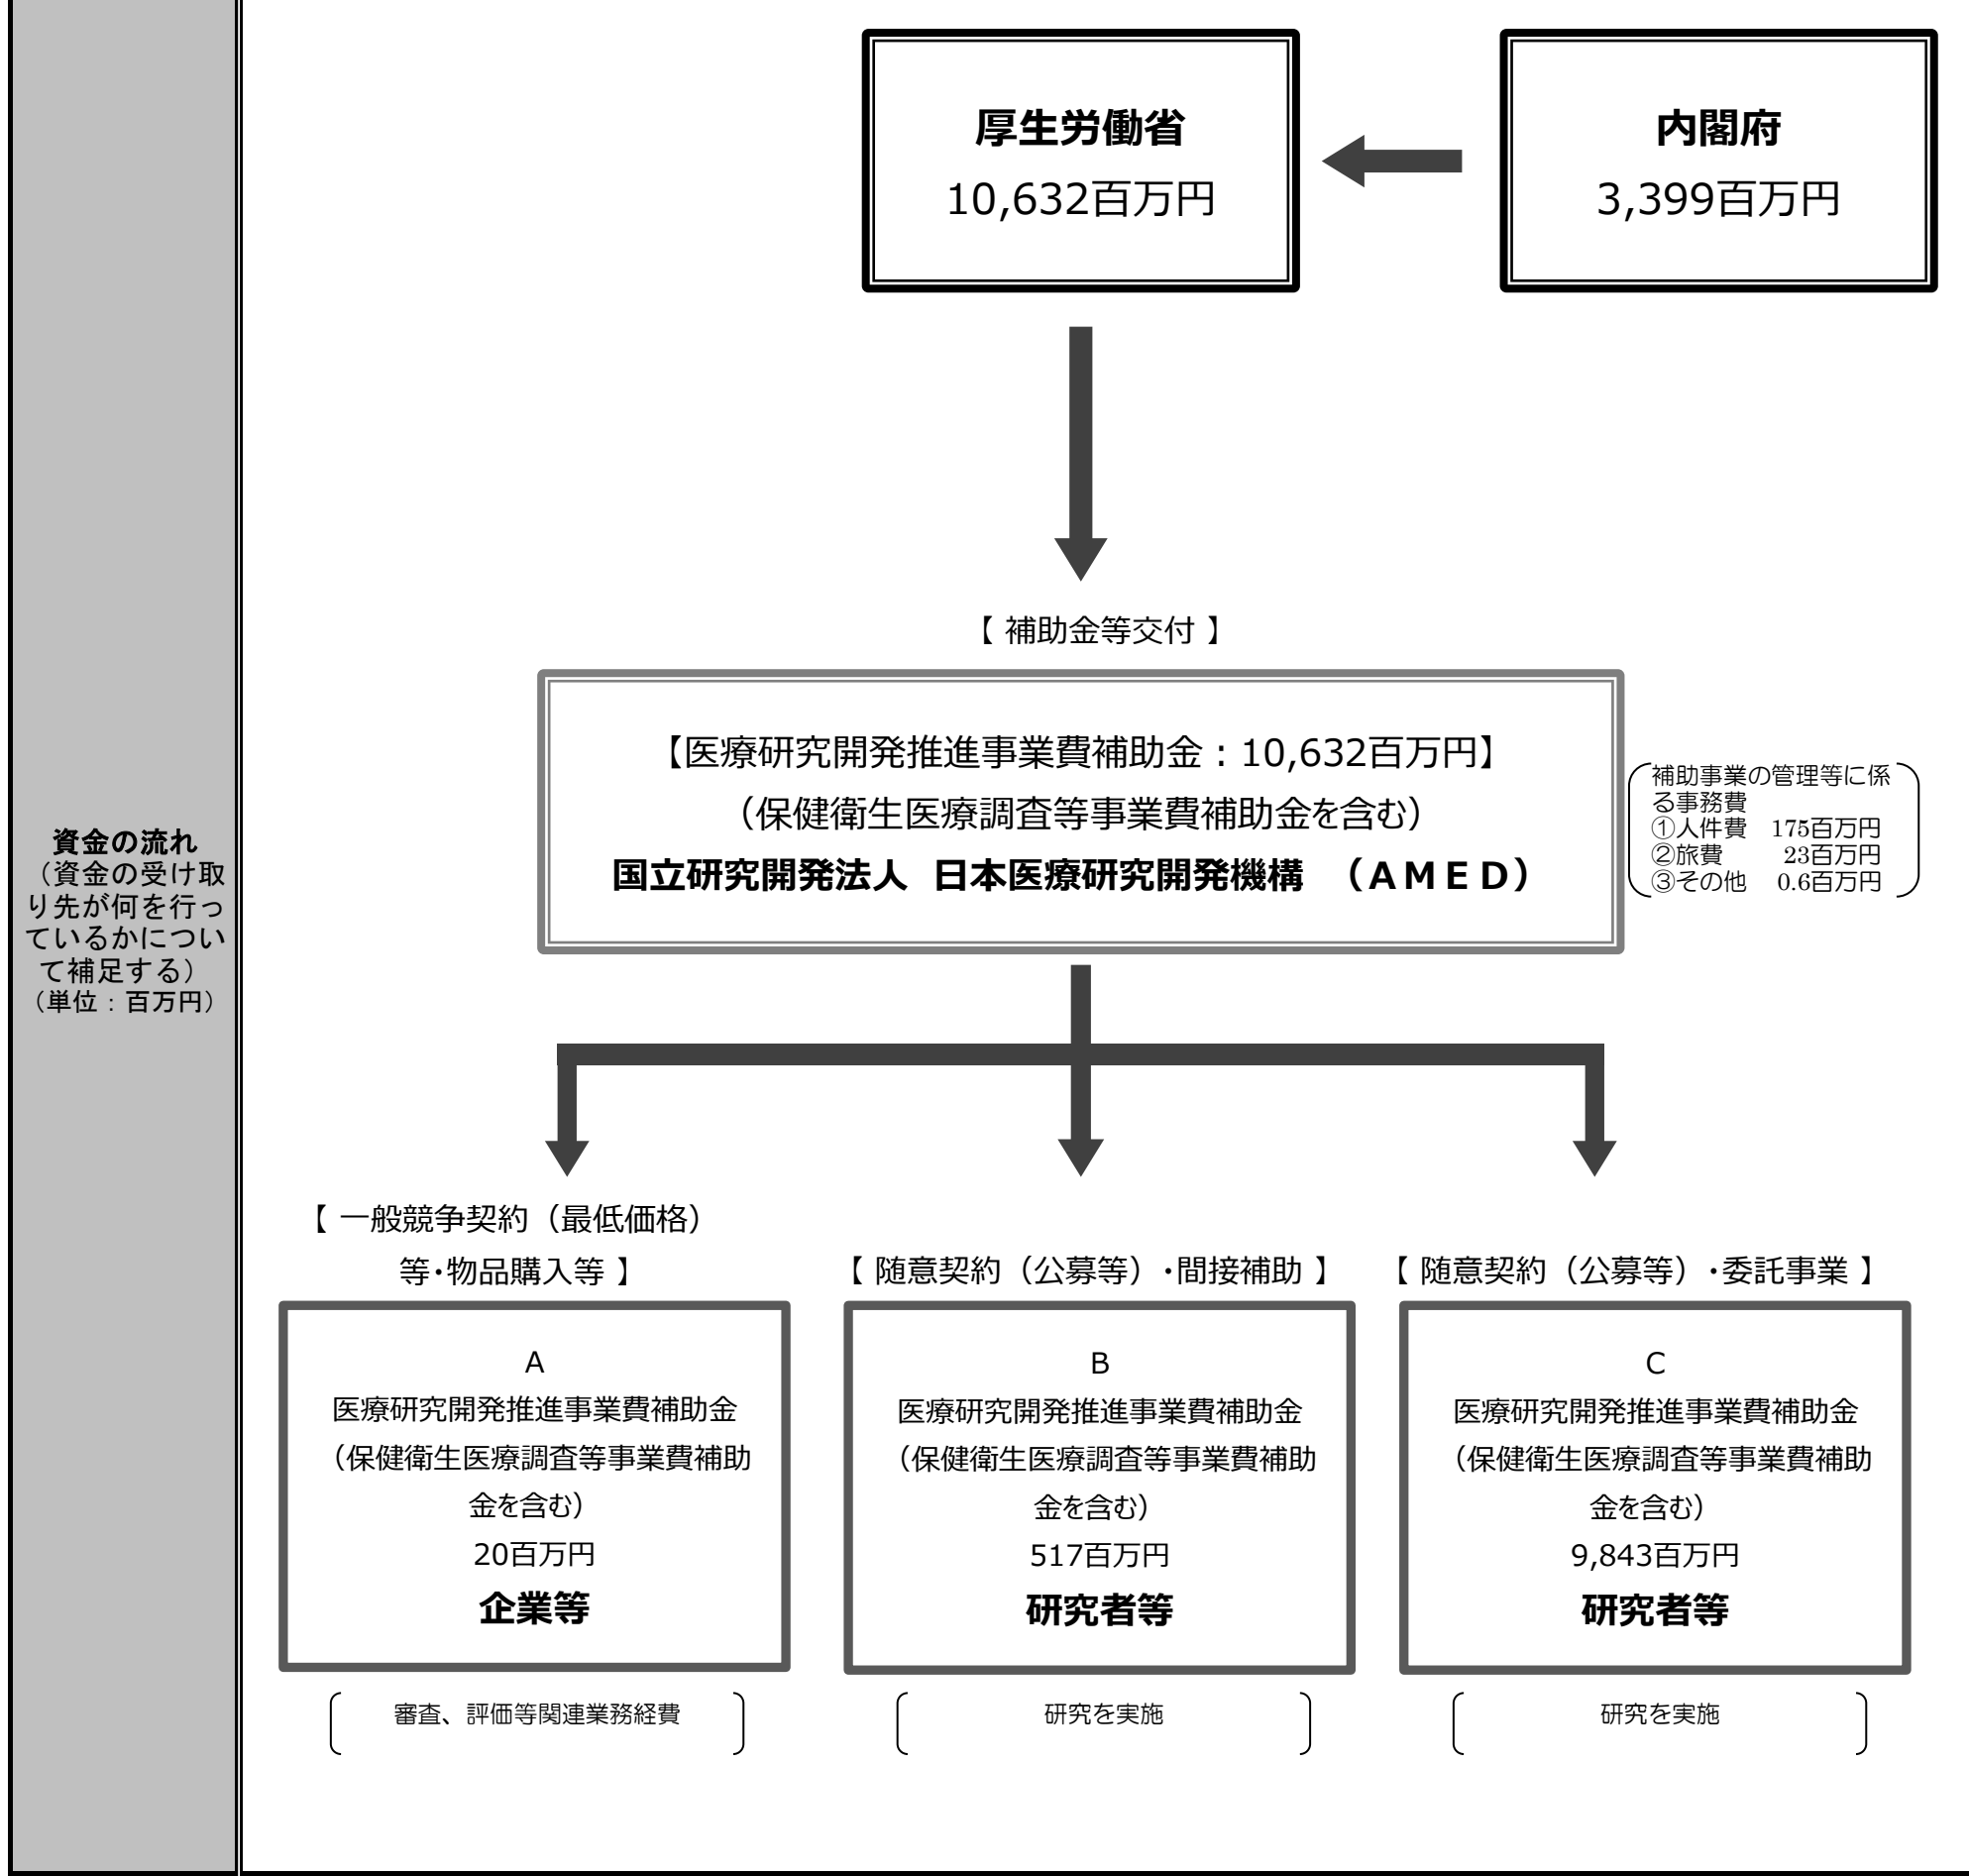 資金の流れ
（資金の受け取
り先が何を行っ
ているかについ
て補足する）
（単位：百万円）
厚生労働省
10,632百万円
内閣府
3,399百万円
【 補助金等交付 】
【医療研究開発推進事業費補助金：10,632百万円】
（保健衛生医療調査等事業費補助金を含む）
国立研究開発法人 日本医療研究開発機構 （ＡＭＥＤ）
補助事業の管理等に係
る事務費
①人件費 175百万円
②旅費 23百万円
③その他 0.6百万円
【 一般競争契約（最低価格）
等・物品購入等 】
A
医療研究開発推進事業費補助金
（保健衛生医療調査等事業費補助
金を含む）
20百万円
企業等
審査、評価等関連業務経費
【 随意契約（公募等）・間接補助 】
B
医療研究開発推進事業費補助金
（保健衛生医療調査等事業費補助
金を含む）
517百万円
研究者等
研究を実施
【 随意契約（公募等）・委託事業 】
C
医療研究開発推進事業費補助金
（保健衛生医療調査等事業費補助
金を含む）
9,843百万円
研究者等
研究を実施